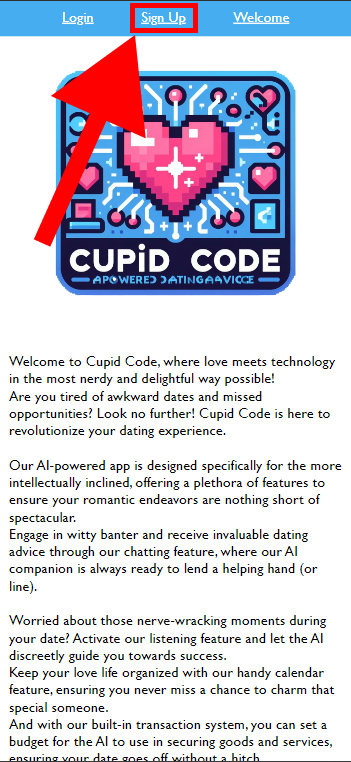 Login Sign Up Welcome
CUPiD CODE
Welcome to Cupid Code, where love meets technology
in the most nerdy and delightful way possible!
Are you tired of awkward dates and missed
opportunities? Look no further! Cupid Code is here to
revolutionize your dating experience.
Our AI-powered app is designed specifically for the more
intellectually inclined, offering a plethora of features to
ensure your romantic endeavors are nothing short of
spectacular.
Engage in witty banter and receive invaluable dating
advice through our chatting feature, where our AI
companion is always ready to lend a helping hand (or
line).
Worried about those nerve-wracking moments during
your date? Activate our listening feature and let the AI
discreetly guide you towards success.
Keep your love life organized with our handy calendar
feature, ensuring you never miss a chance to charm that
special someone.
And with our built-in transaction system, you can set a
budget for the AI to use in securing goods and services,
ensuring your date goes off without a hitch.